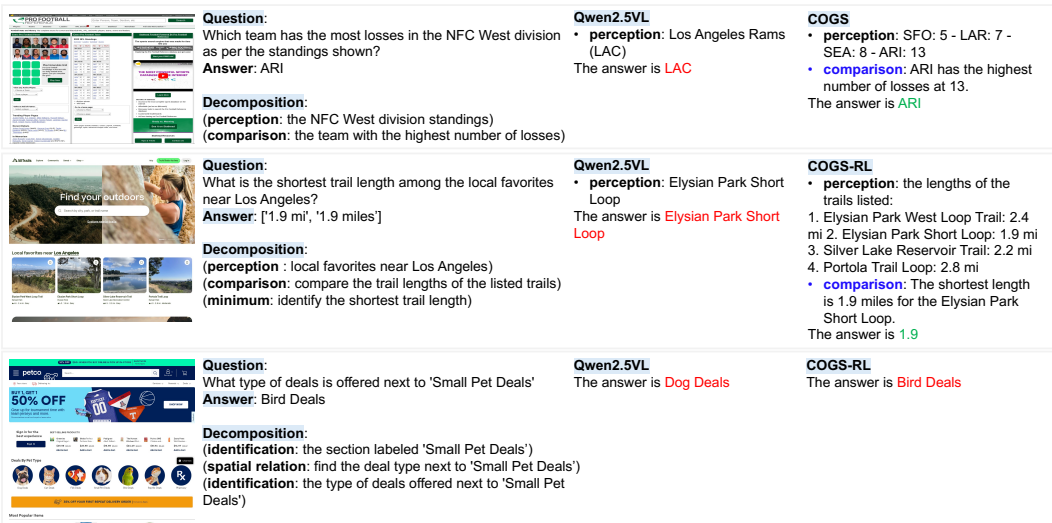 PRO FOOTBALL
Question:
Which team has the most losses in the NFC West division
as per the standings shown?
Answer: ARI
Decomposition:
(perception: the NFC West division standings)
(comparison: the team with the highest number of losses)
Qwen2.5VL
• perception: Los Angeles Rams
(LAC)
The answer is LAC
COGS
• perception: SFO: 5 - LAR: 7 -
SEA: 8 - ARI: 13
• comparison: ARI has the highest
number of losses at 13.
The answer is ARI
Find your outdoors
Local favorites near Los Angeles
Question:
What is the shortest trail length among the local favorites
near Los Angeles?
Answer: ['1.9 mi', '1.9 miles']
Decomposition:
(perception : local favorites near Los Angeles)
(comparison: compare the trail lengths of the listed trails)
(minimum: identify the shortest trail length)
Qwen2.5VL
• perception: Elysian Park Short
Loop
The answer is Elysian Park Short
Loop
COGS-RL
• perception: the lengths of the
trails listed:
1. Elysian Park West Loop Trail: 2.4
mi 2. Elysian Park Short Loop: 1.9 mi
3. Silver Lake Reservoir Trail: 2.2 mi
4. Portola Trail Loop: 2.8 mi
• comparison: The shortest length
is 1.9 miles for the Elysian Park
Short Loop.
The answer is 1.9
petco
BUY 1, GET 1
50% OFF
Deals By Pet Type
Most Popular Items
Question:
What type of deals is offered next to 'Small Pet Deals'
Answer: Bird Deals
Decomposition:
(identification: the section labeled 'Small Pet Deals')
(spatial relation: find the deal type next to 'Small Pet Deals')
(identification: the type of deals offered next to 'Small Pet
Deals')
Qwen2.5VL
The answer is Dog Deals
COGS-RL
The answer is Bird Deals